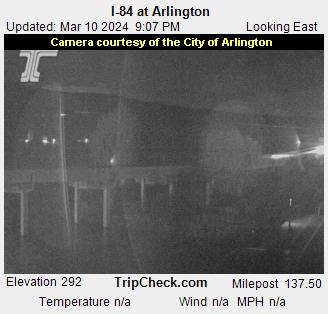 I-84 at Arlington
Updated: Mar 10 2024 9:07 PM Looking East
Camera courtesy of the City of Arlington
Elevation 292 TripCheck.com Milepost 137.50
Temperature n/a Wind n/a MPH n/a